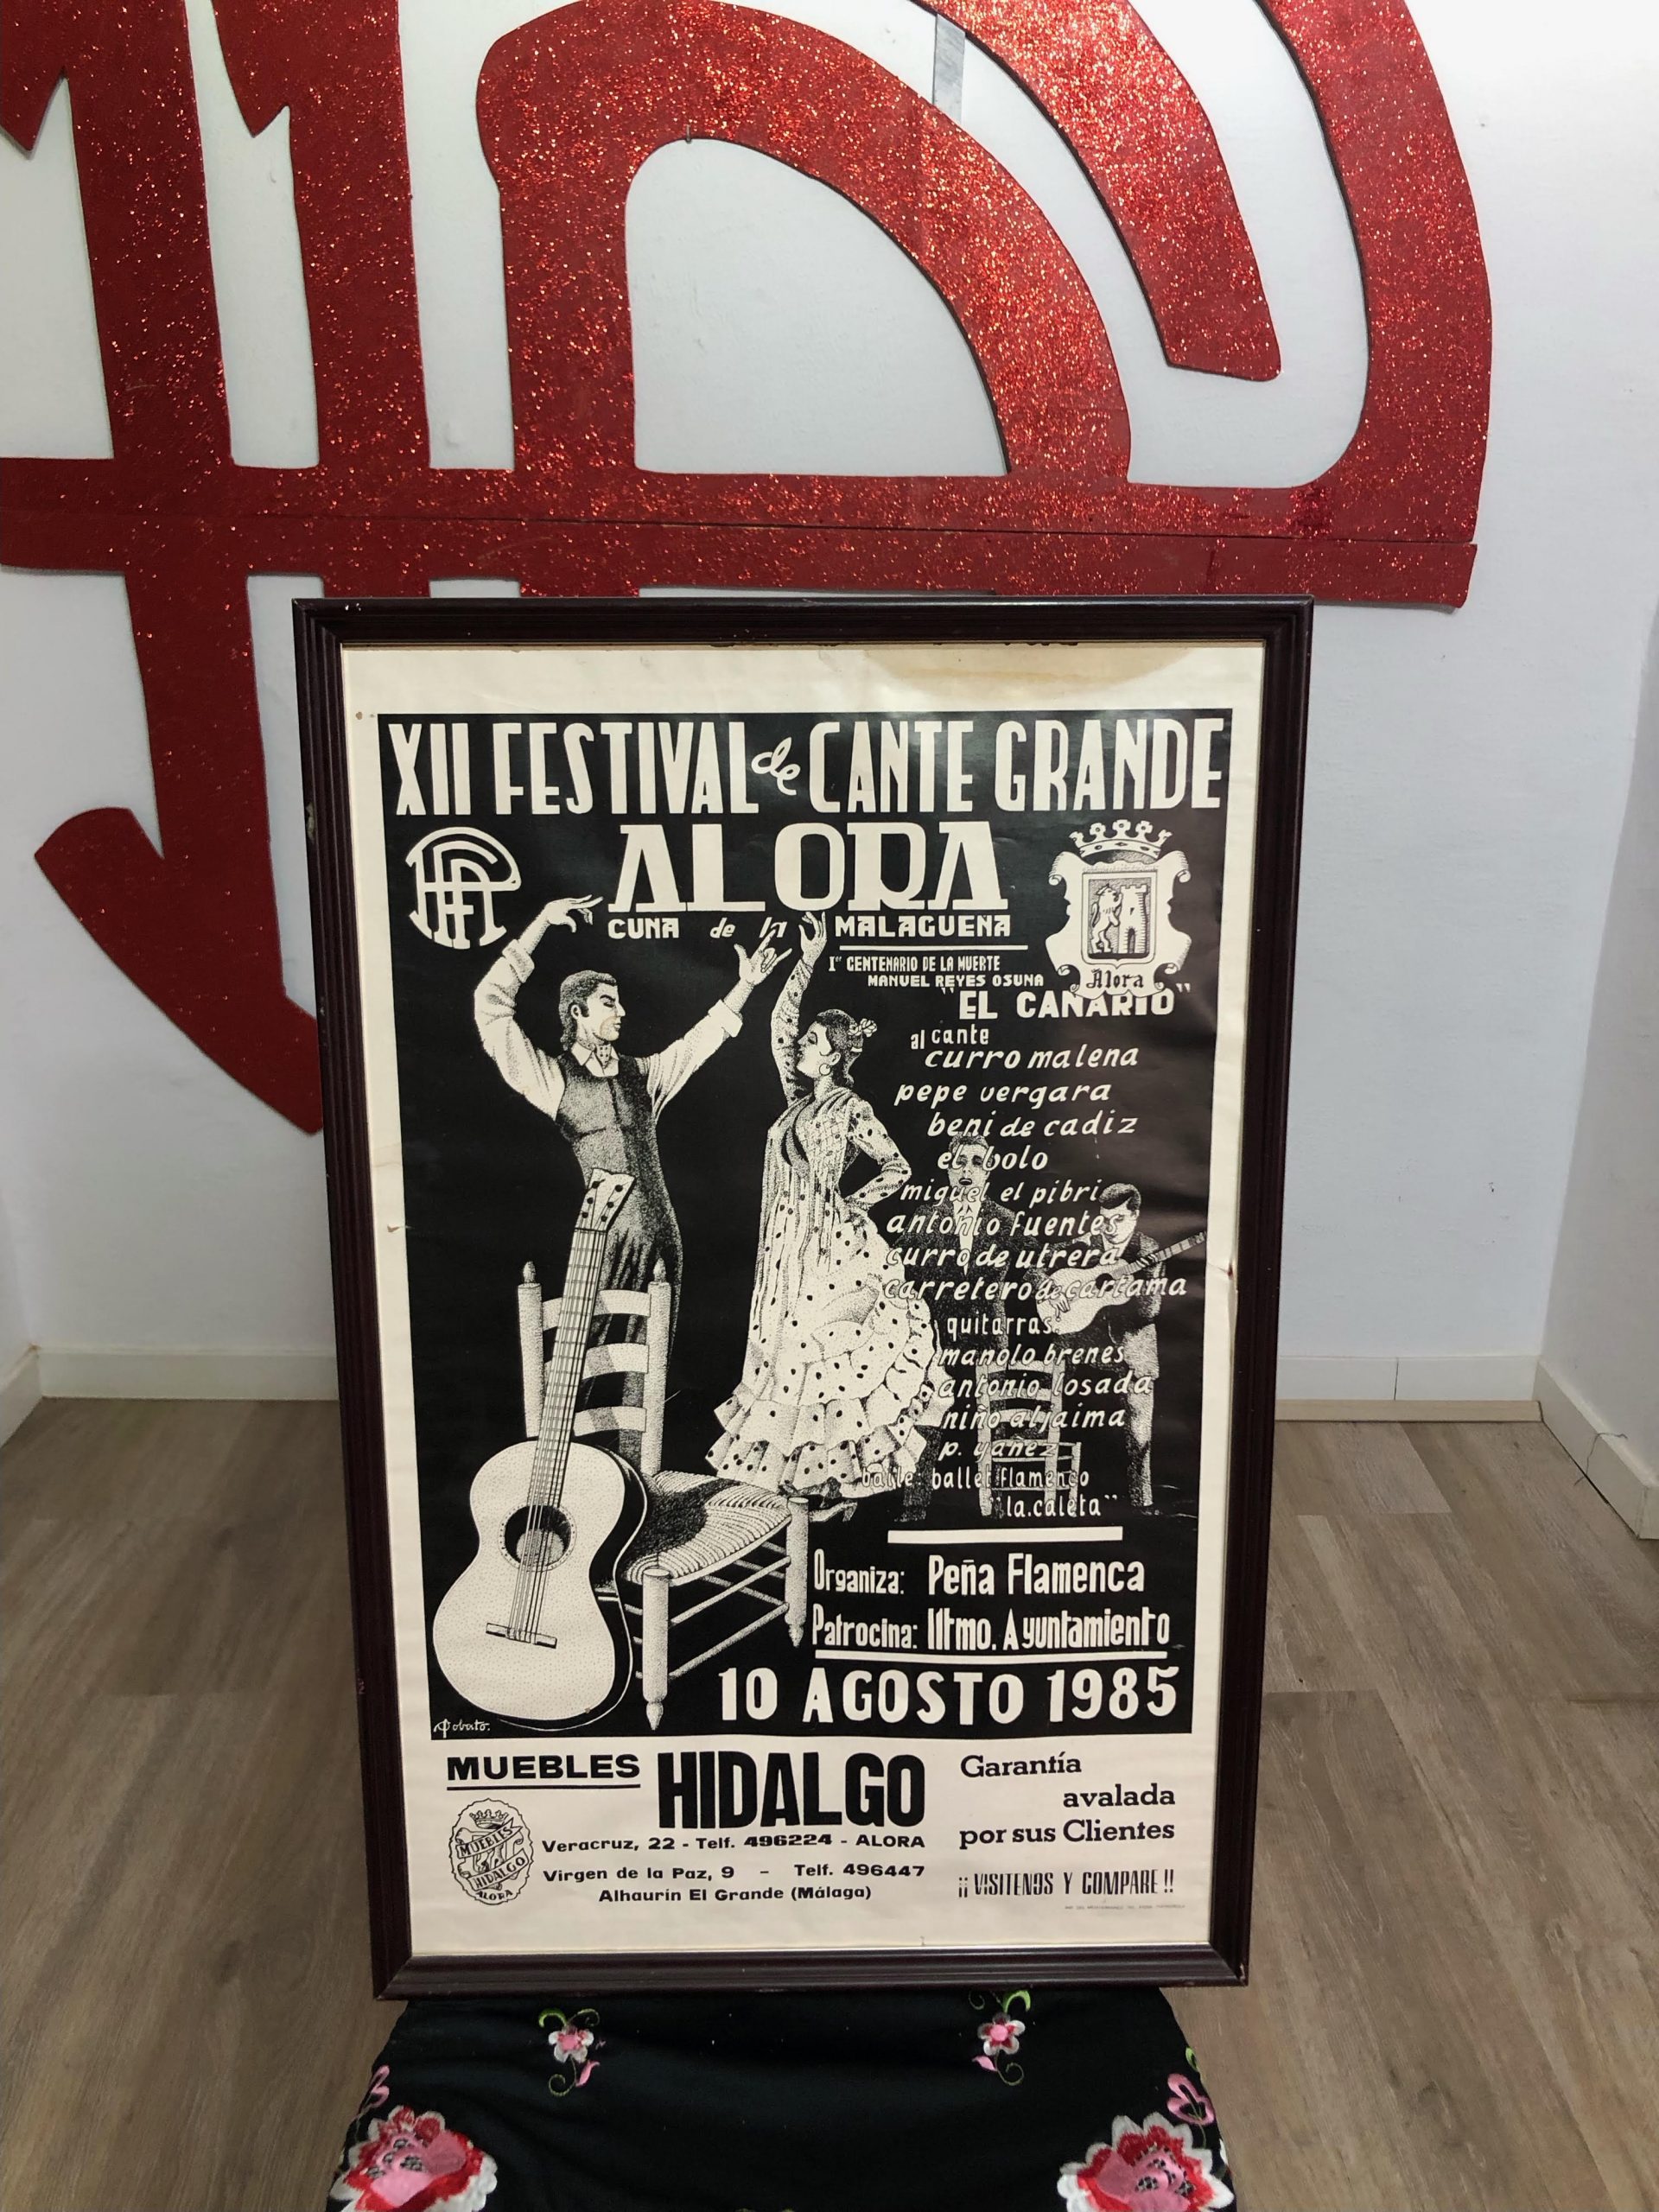 XII FESTIVAL de CANTE GRANDE
ALORA
CUNA de la MALAGUEÑA
Ier CENTENARIO DE LA MUERTE
MANUEL REYES OSUNA
"EL CANARIO"
Alora
al cante
curro malena
pepe vergara
beni de cadiz
el bolo
miguel el pibri
antonio fuentes
curro de utrera
carretero de cartama
guitarras:
manolo brenes
antonio losada
niño aljaima
p. yañez
baile: ballet flamenco
"la.caleta"
Organiza: Peña Flamenca
Patrocina: Iltmo. Ayuntamiento
10 AGOSTO 1985
Roberto.
MUEBLES HIDALGO
Garantía
avalada
por sus Clientes
MUEBLES
HIDALGO
ALORA
Veracruz, 22 - Telf. 496224 - ALORA
Virgen de la Paz, 9 - Telf. 496447
Alhaurín El Grande (Málaga)
¡¡ VISITENOS Y COMPARE !!